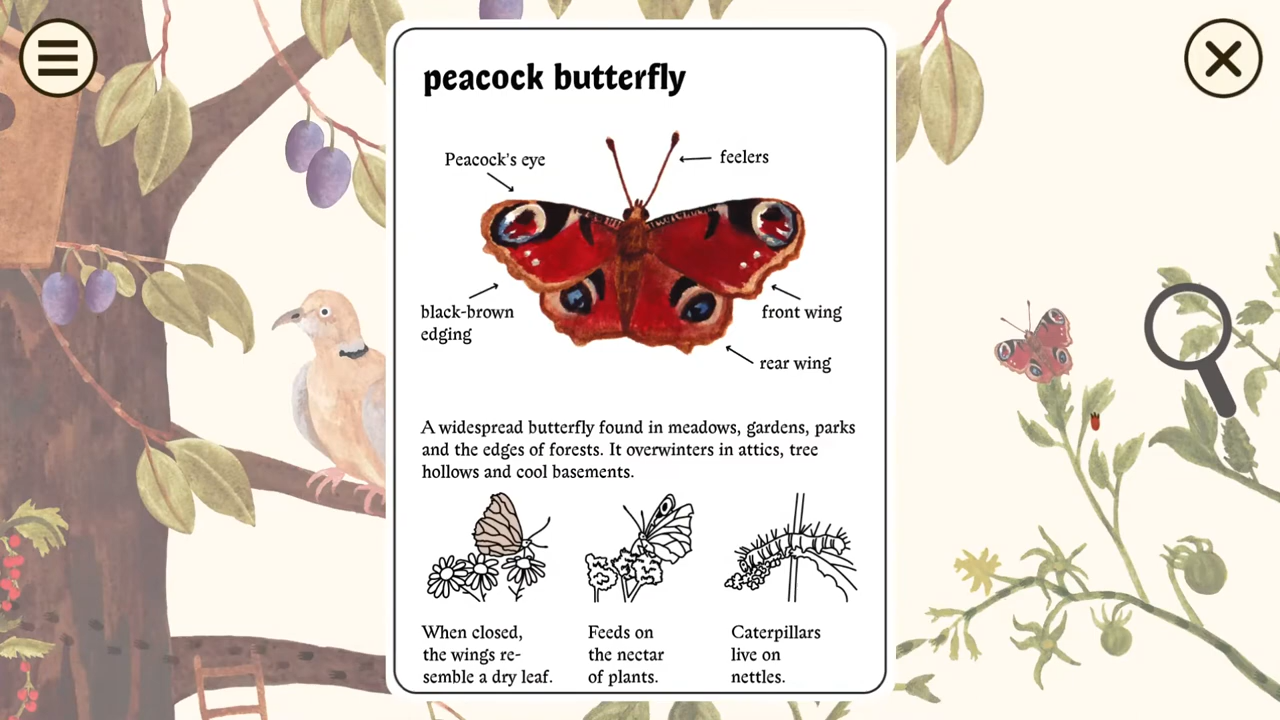 peacock butterfly
Peacock's eye
feelers
black-brown
edging
front wing
rear wing
A widespread butterfly found in meadows, gardens, parks
and the edges of forests. It overwinters in attics, tree
hollows and cool basements.
When closed,
the wings re-
semble a dry leaf.
Feeds on
the nectar
of plants.
Caterpillars
live on
nettles.